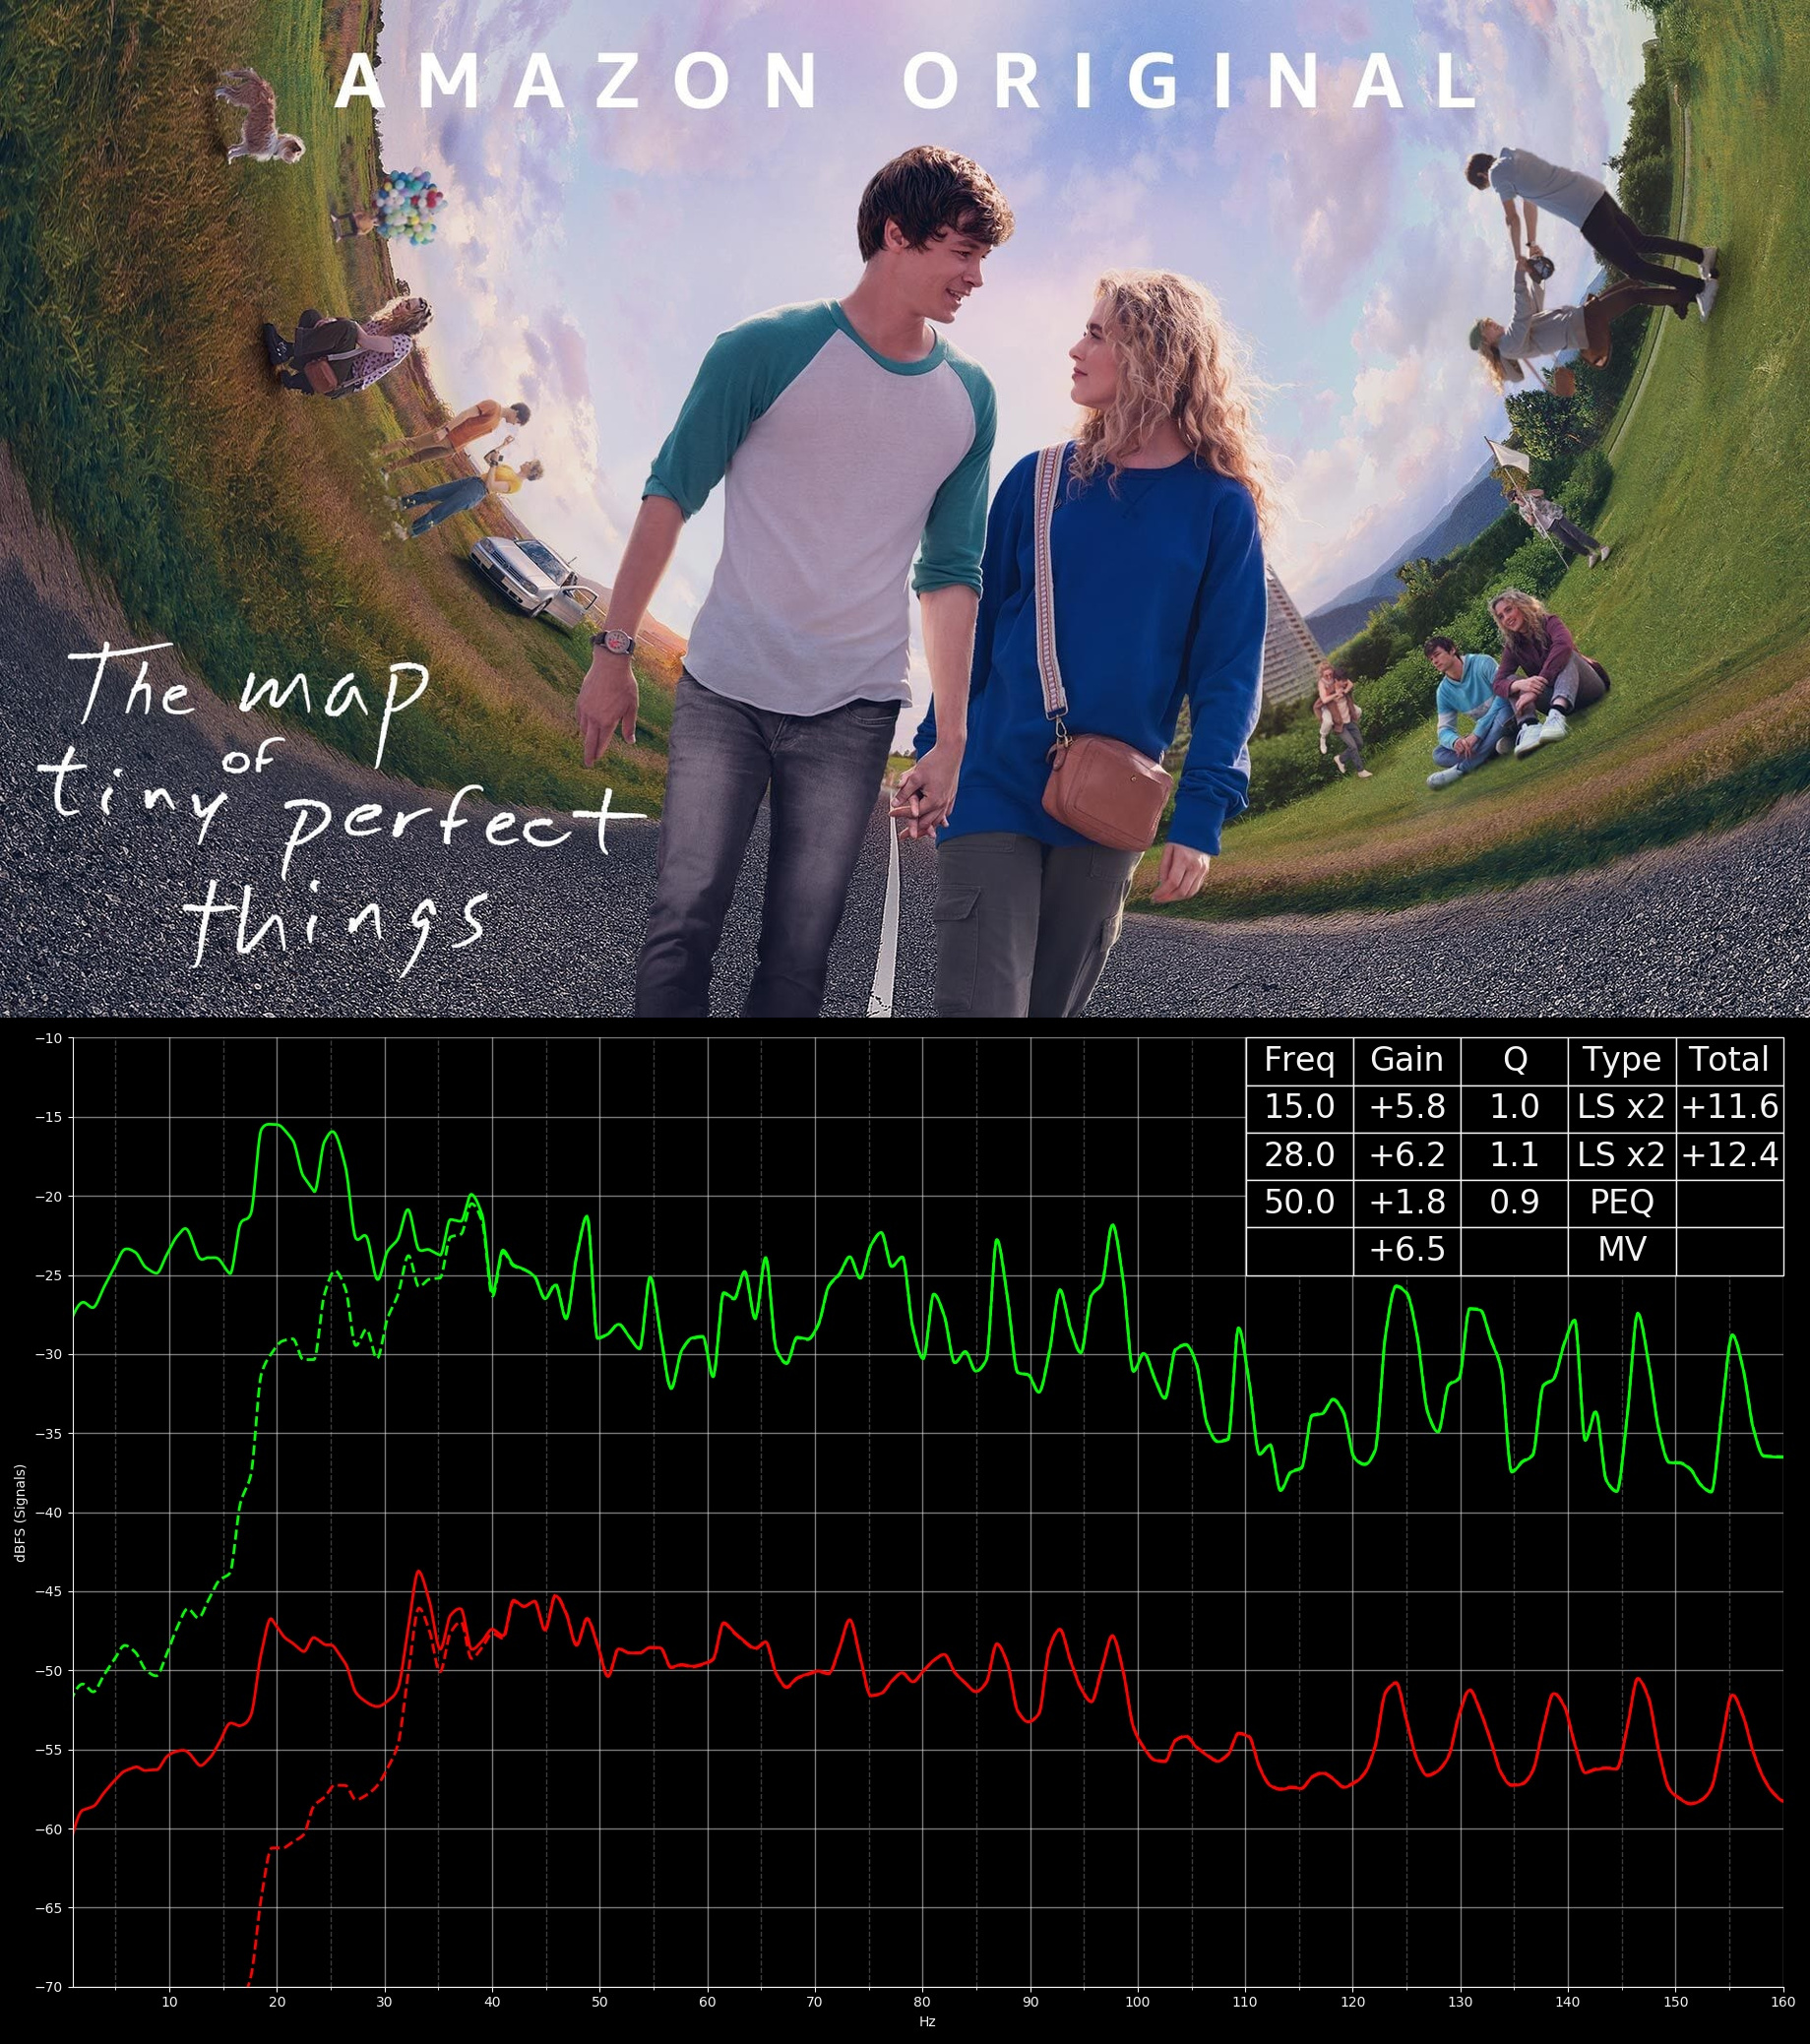 AMAZON ORIGINAL
The map
of
tiny perfect
things
Freq Gain Q Type Total
15.0 +5.8 1.0 LS x2 +11.6
28.0 +6.2 1.1 LS x2 +12.4
50.0 +1.8 0.9 PEQ
+6.5 MV
−10
−15
−20
−25
−30
−35
−40
−45
−50
−55
−60
−65
−70
dBFS (Signals)
10 20 30 40 50 60 70 80 90 100 110 120 130 140 150 160
Hz